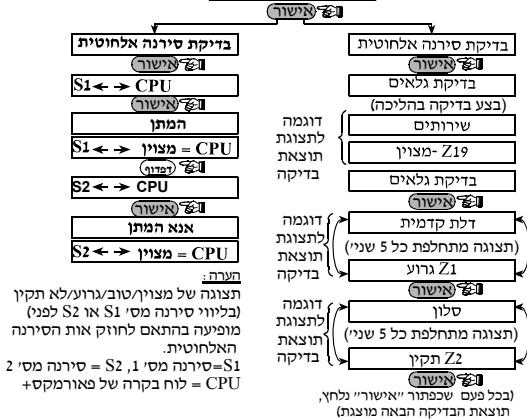 אישור
בדיקת סירנה אלחוטית
אישור
בדיקת גלאים
(בצע בדיקה בהליכה)
שירותים
Z19 -מצוין
דוגמה
לתצוגת
תוצאת
בדיקה
בדיקת גלאים
אישור
דלת קדמית
(תצוגה מתחלפת כל 5 שני׳)
Z1 גרוע
דוגמה
לתצוגת
תוצאת
בדיקה
אישור
סלון
(תצוגה מתחלפת כל 5 שני׳)
Z2 תקין
דוגמה
לתצוגת
תוצאת
בדיקה
(בכל פעם שכפתור ״אישור״ נלחץ,
תוצאת הבדיקה הבאה מוצגת)
בדיקת סירנה אלחוטית
אישור
S1← → CPU
אישור
המתן
CPU = מצוין S1← →
דפדוף
S2← → CPU
אישור
אנא המתן
CPU = מצוין S2← →
הערה :
תצוגה של מצוין/טוב/גרוע/לא תקין
(בליווי סירנה מס׳ S1 או S2 לפני)
מופיעה בהתאם לחוזק אות הסירנה
האלחוטית.
S1=סירנה מס׳ 1, S2 = סירנה מס׳ 2
CPU = לוח בקרה של פאורמקס+